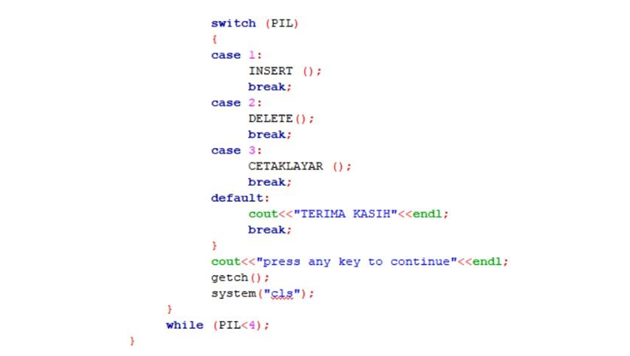 switch (PIL)
{
case 1:
INSERT ();
break;
case 2:
DELETE();
break;
case 3:
CETAKLAYAR ();
break;
default:
cout<<"TERIMA KASIH"<<endl;
break;
}
cout<<"press any key to continue"<<endl;
getch();
system("cls");
}
while (PIL<4);
}